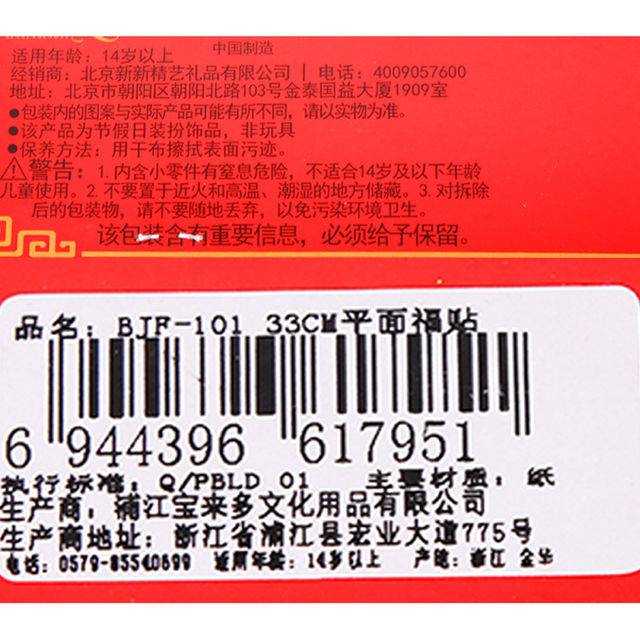 适用年龄：14岁以上 中国制造
经销商：北京新新精艺礼品有限公司 | 电话：4009057600
地址：北京市朝阳区朝阳北路103号金泰国益大厦1909室
●包装内的图案与实际产品可能有所不同，请以实物为准。
●该产品为节假日装扮饰品，非玩具
●保养方法：用干布擦拭表面污迹。
警告：1.内含小零件有窒息危险，不适合14岁及以下年龄
儿童使用。2.不要置于近火和高温、潮湿的地方储藏。3.对拆除
后的包装物，请不要随地丢弃，以免污染环境卫生。
该包装含有重要信息，必须给予保留。
品名：BJF-101 33CM平面福贴
6 944396 617951
执行标准：Q/PBLD 01 主要材质：纸
生产商：浦江宝来多文化用品有限公司
生产商地址：浙江省浦江县宏业大道775号
电话：0579-85540699 适用年龄：14岁以上 产地：浙江 金华